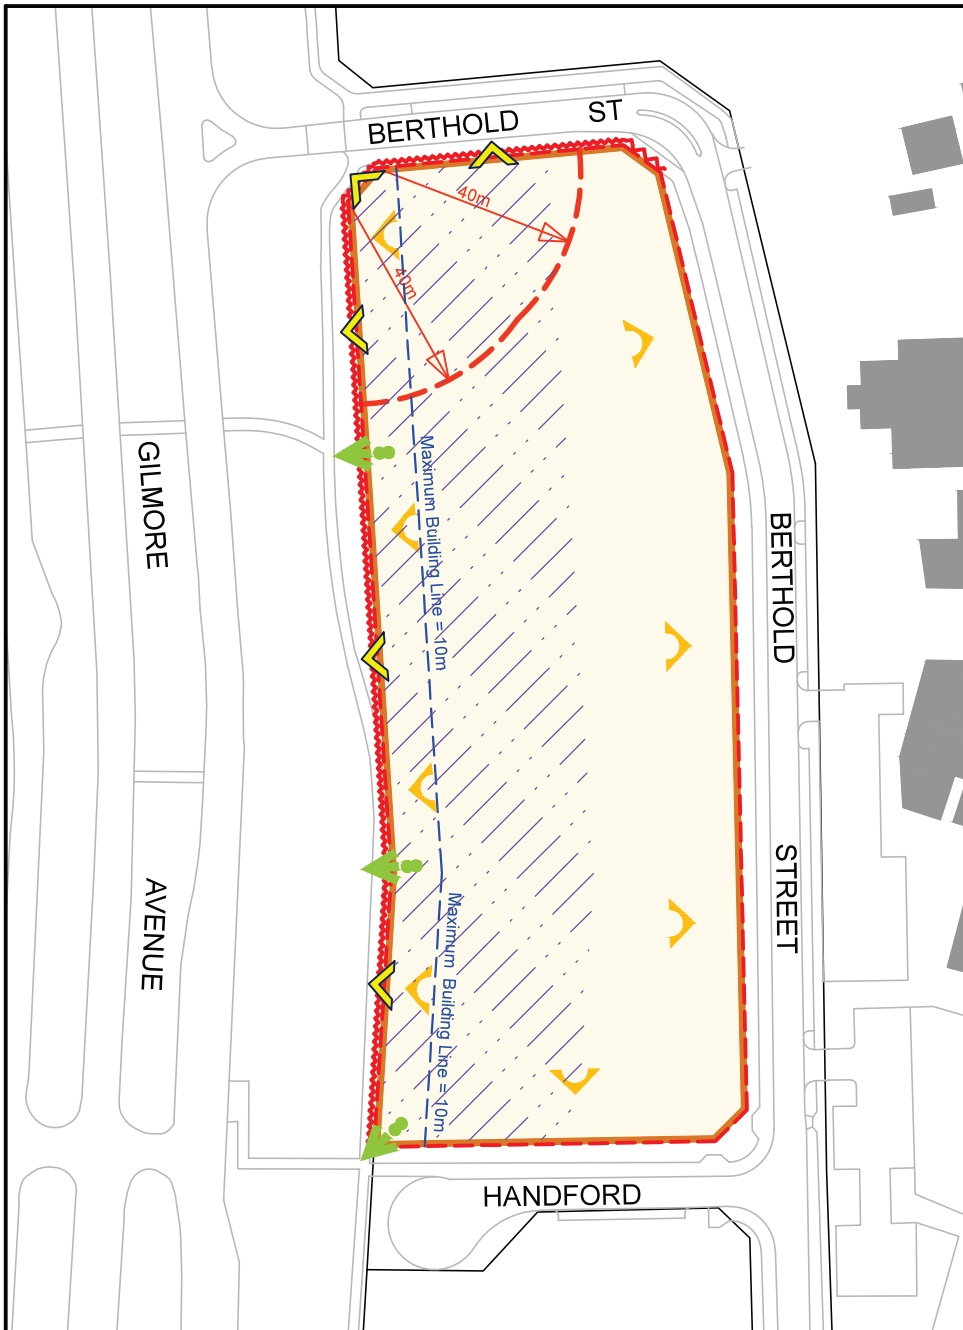 BERTHOLD ST
40m
40m
GILMORE
AVENUE
Maximum Building Line = 10m
Maximum Building Line = 10m
BERTHOLD
STREET
HANDFORD